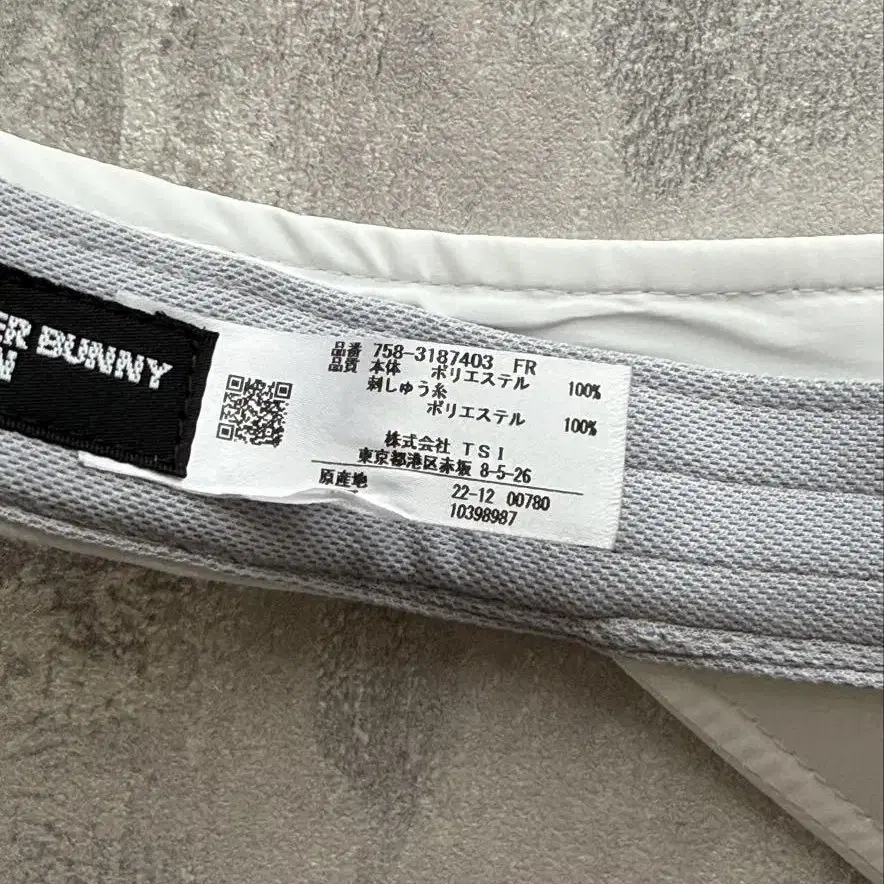 ER BUNNY
N
品番 758-3187403 FR
品質 本体 ポリエステル 100%
刺しゅう糸
ポリエステル 100%
株式会社 TSI
東京都港区赤坂 8-5-26
原産地
22-12 00780
10398987